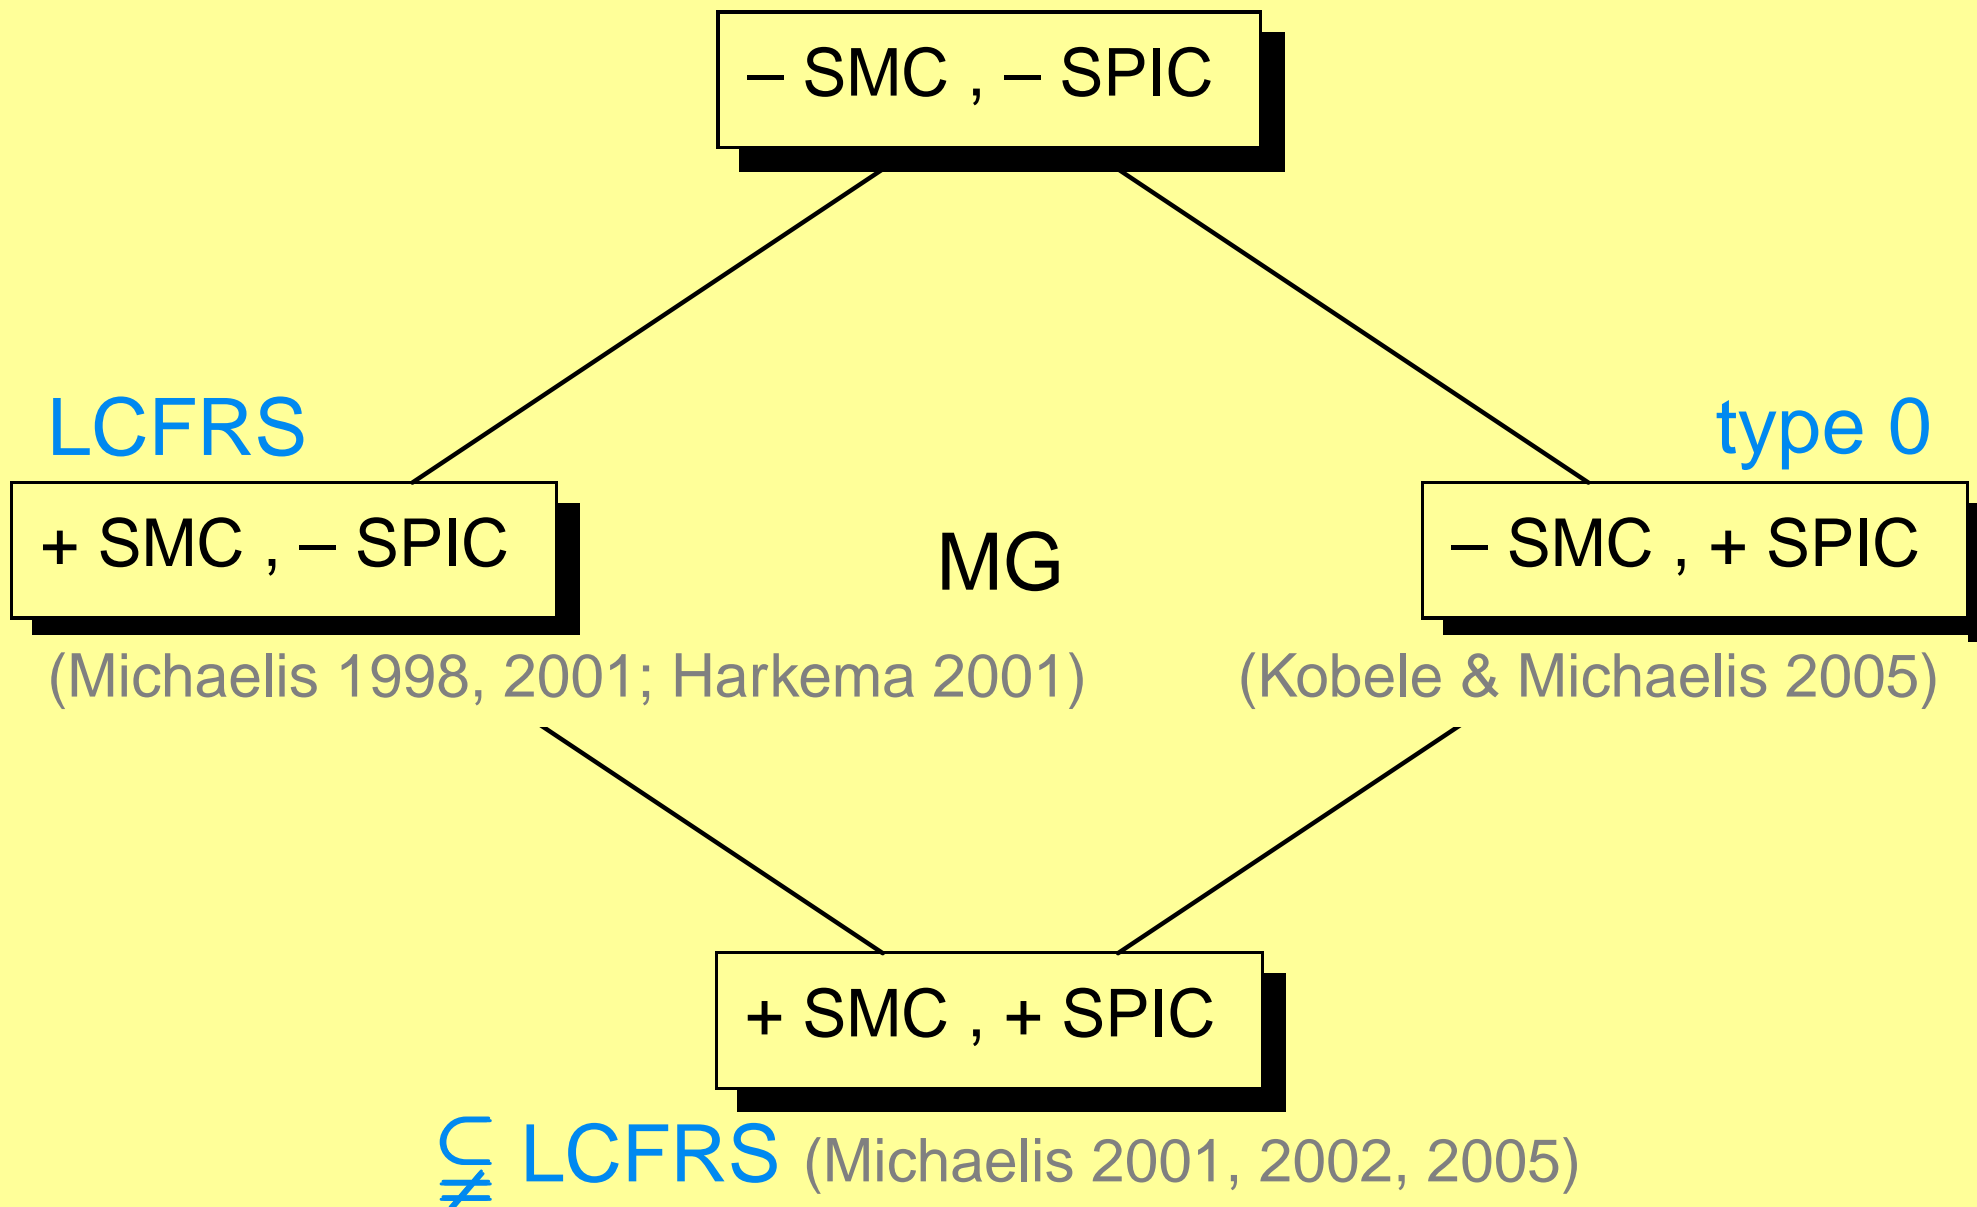 – SMC , – SPIC
LCFRS
type 0
+ SMC , – SPIC
MG
– SMC , + SPIC
(Michaelis 1998, 2001; Harkema 2001)
(Kobele & Michaelis 2005)
+ SMC , + SPIC
⊊ LCFRS (Michaelis 2001, 2002, 2005)